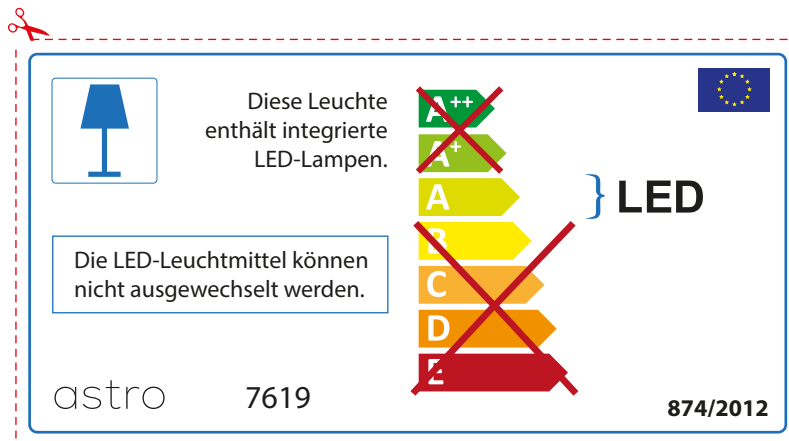 Diese Leuchte
enthält integrierte
LED-Lampen.
Die LED-Leuchtmittel können
nicht ausgewechselt werden.
A++
A+
A
B
C
D
E
LED
astro
7619
874/2012